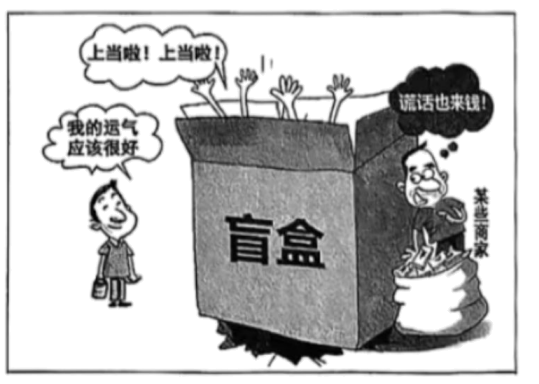 上当啦！上当啦！
谎话也来钱！
我的运气
应该很好
盲盒
某些商家